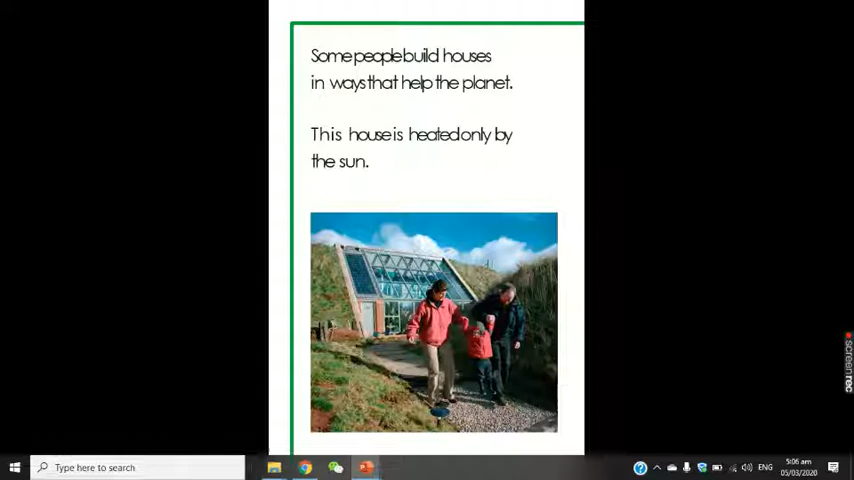 Some people build houses
in ways that help the planet.
This house is heated only by
the sun.
screenrec
Type here to search
ENG
5:06 am
05/03/2020